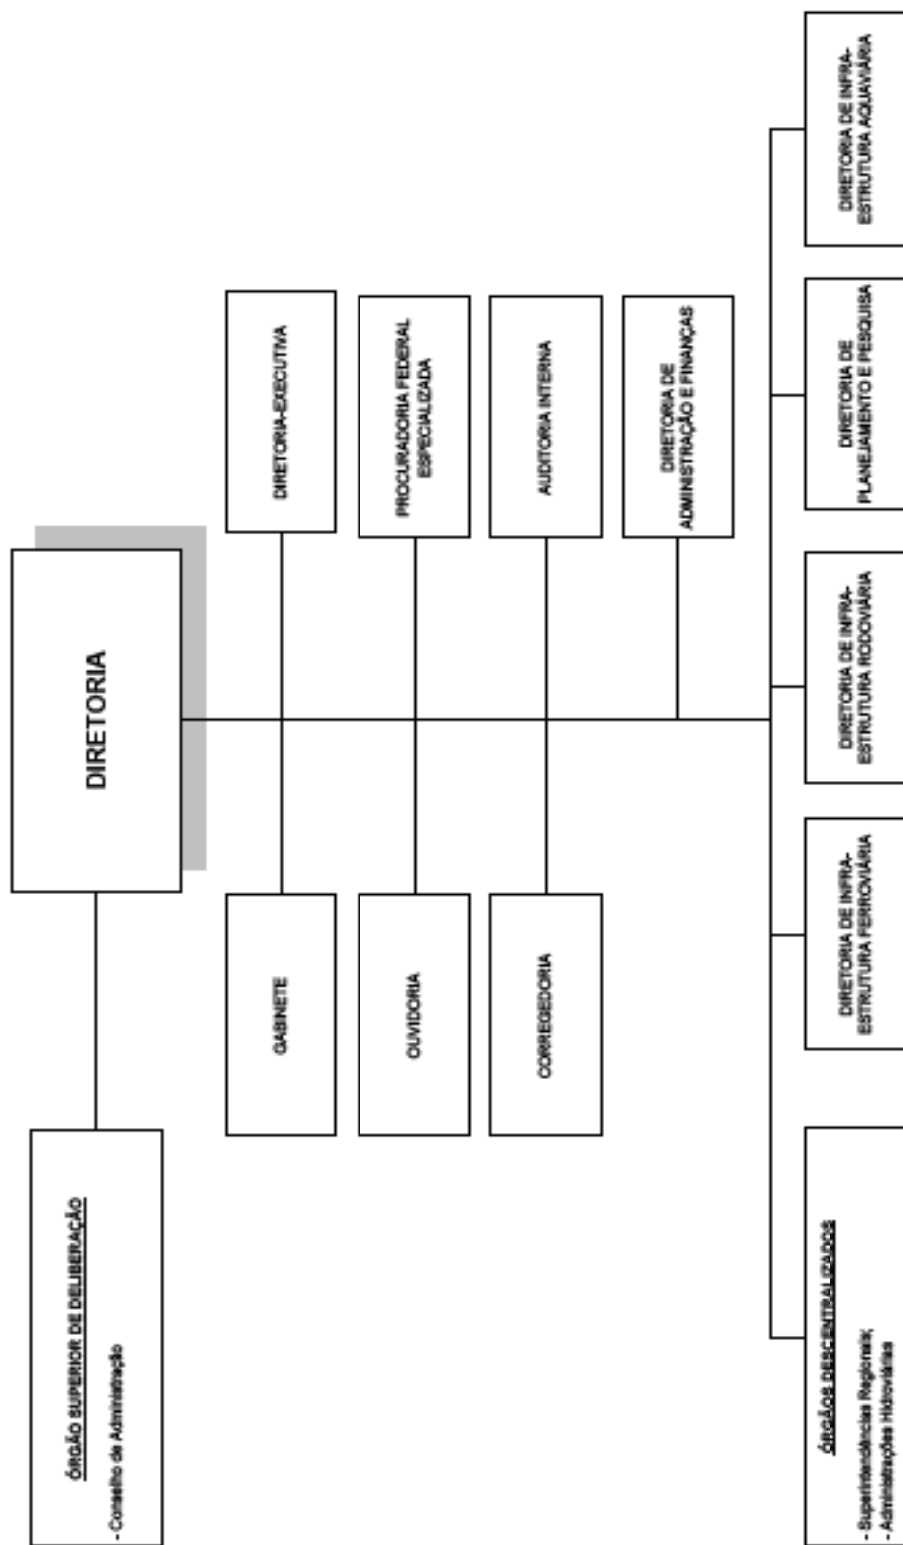 ÓRGÃO SUPERIOR DE DELIBERAÇÃO
- Conselho de Administração
DIRETORIA
GABINETE
DIRETORIA-EXECUTIVA
OUVIDORIA
PROCURADORIA FEDERAL
ESPECIALIZADA
CORREGEDORIA
AUDITORIA INTERNA
DIRETORIA DE
ADMINISTRAÇÃO E FINANÇAS
ÓRGÃOS DESCENTRALIZADOS
- Superintendências Regionais;
- Administrações Hidroviárias
DIRETORIA DE INFRA-
ESTRUTURA FERROVIÁRIA
DIRETORIA DE INFRA-
ESTRUTURA RODOVIÁRIA
DIRETORIA DE
PLANEJAMENTO E PESQUISA
DIRETORIA DE INFRA-
ESTRUTURA AQUAVIÁRIA